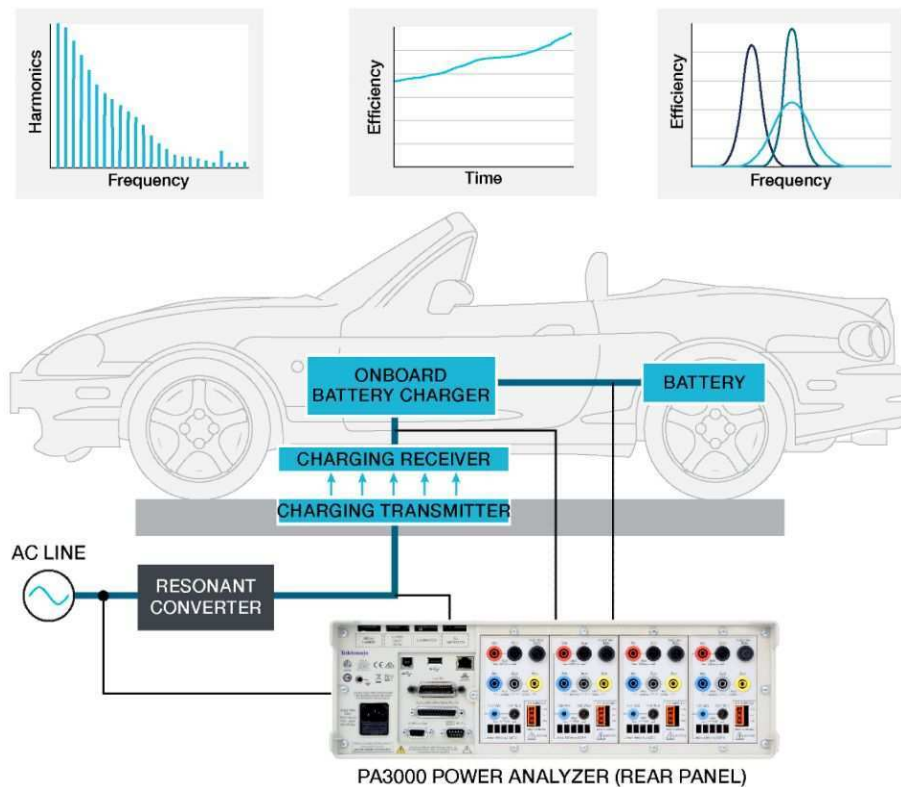 Harmonics
Frequency
Efficiency
Time
Efficiency
Frequency
ONBOARD
BATTERY CHARGER
BATTERY
CHARGING RECEIVER
CHARGING TRANSMITTER
AC LINE
RESONANT
CONVERTER
Tektronix
PA3000 POWER ANALYZER (REAR PANEL)